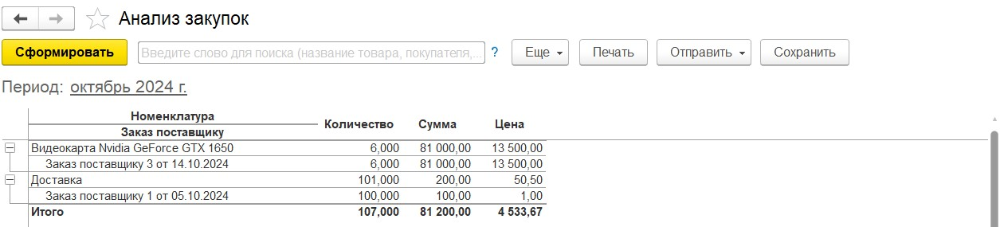 Анализ закупок
Сформировать Введите слово для поиска (название товара, покупателя,... ? Еще Печать Отправить Сохранить
Период: октябрь 2024 г.
Номенклатура Количество Сумма Цена
Заказ поставщику
Видеокарта Nvidia GeForce GTX 1650 6,000 81 000,00 13 500,00
Заказ поставщику 3 от 14.10.2024 6,000 81 000,00 13 500,00
Доставка 101,000 200,00 50,50
Заказ поставщику 1 от 05.10.2024 100,000 100,00 1,00
Итого 107,000 81 200,00 4 533,67